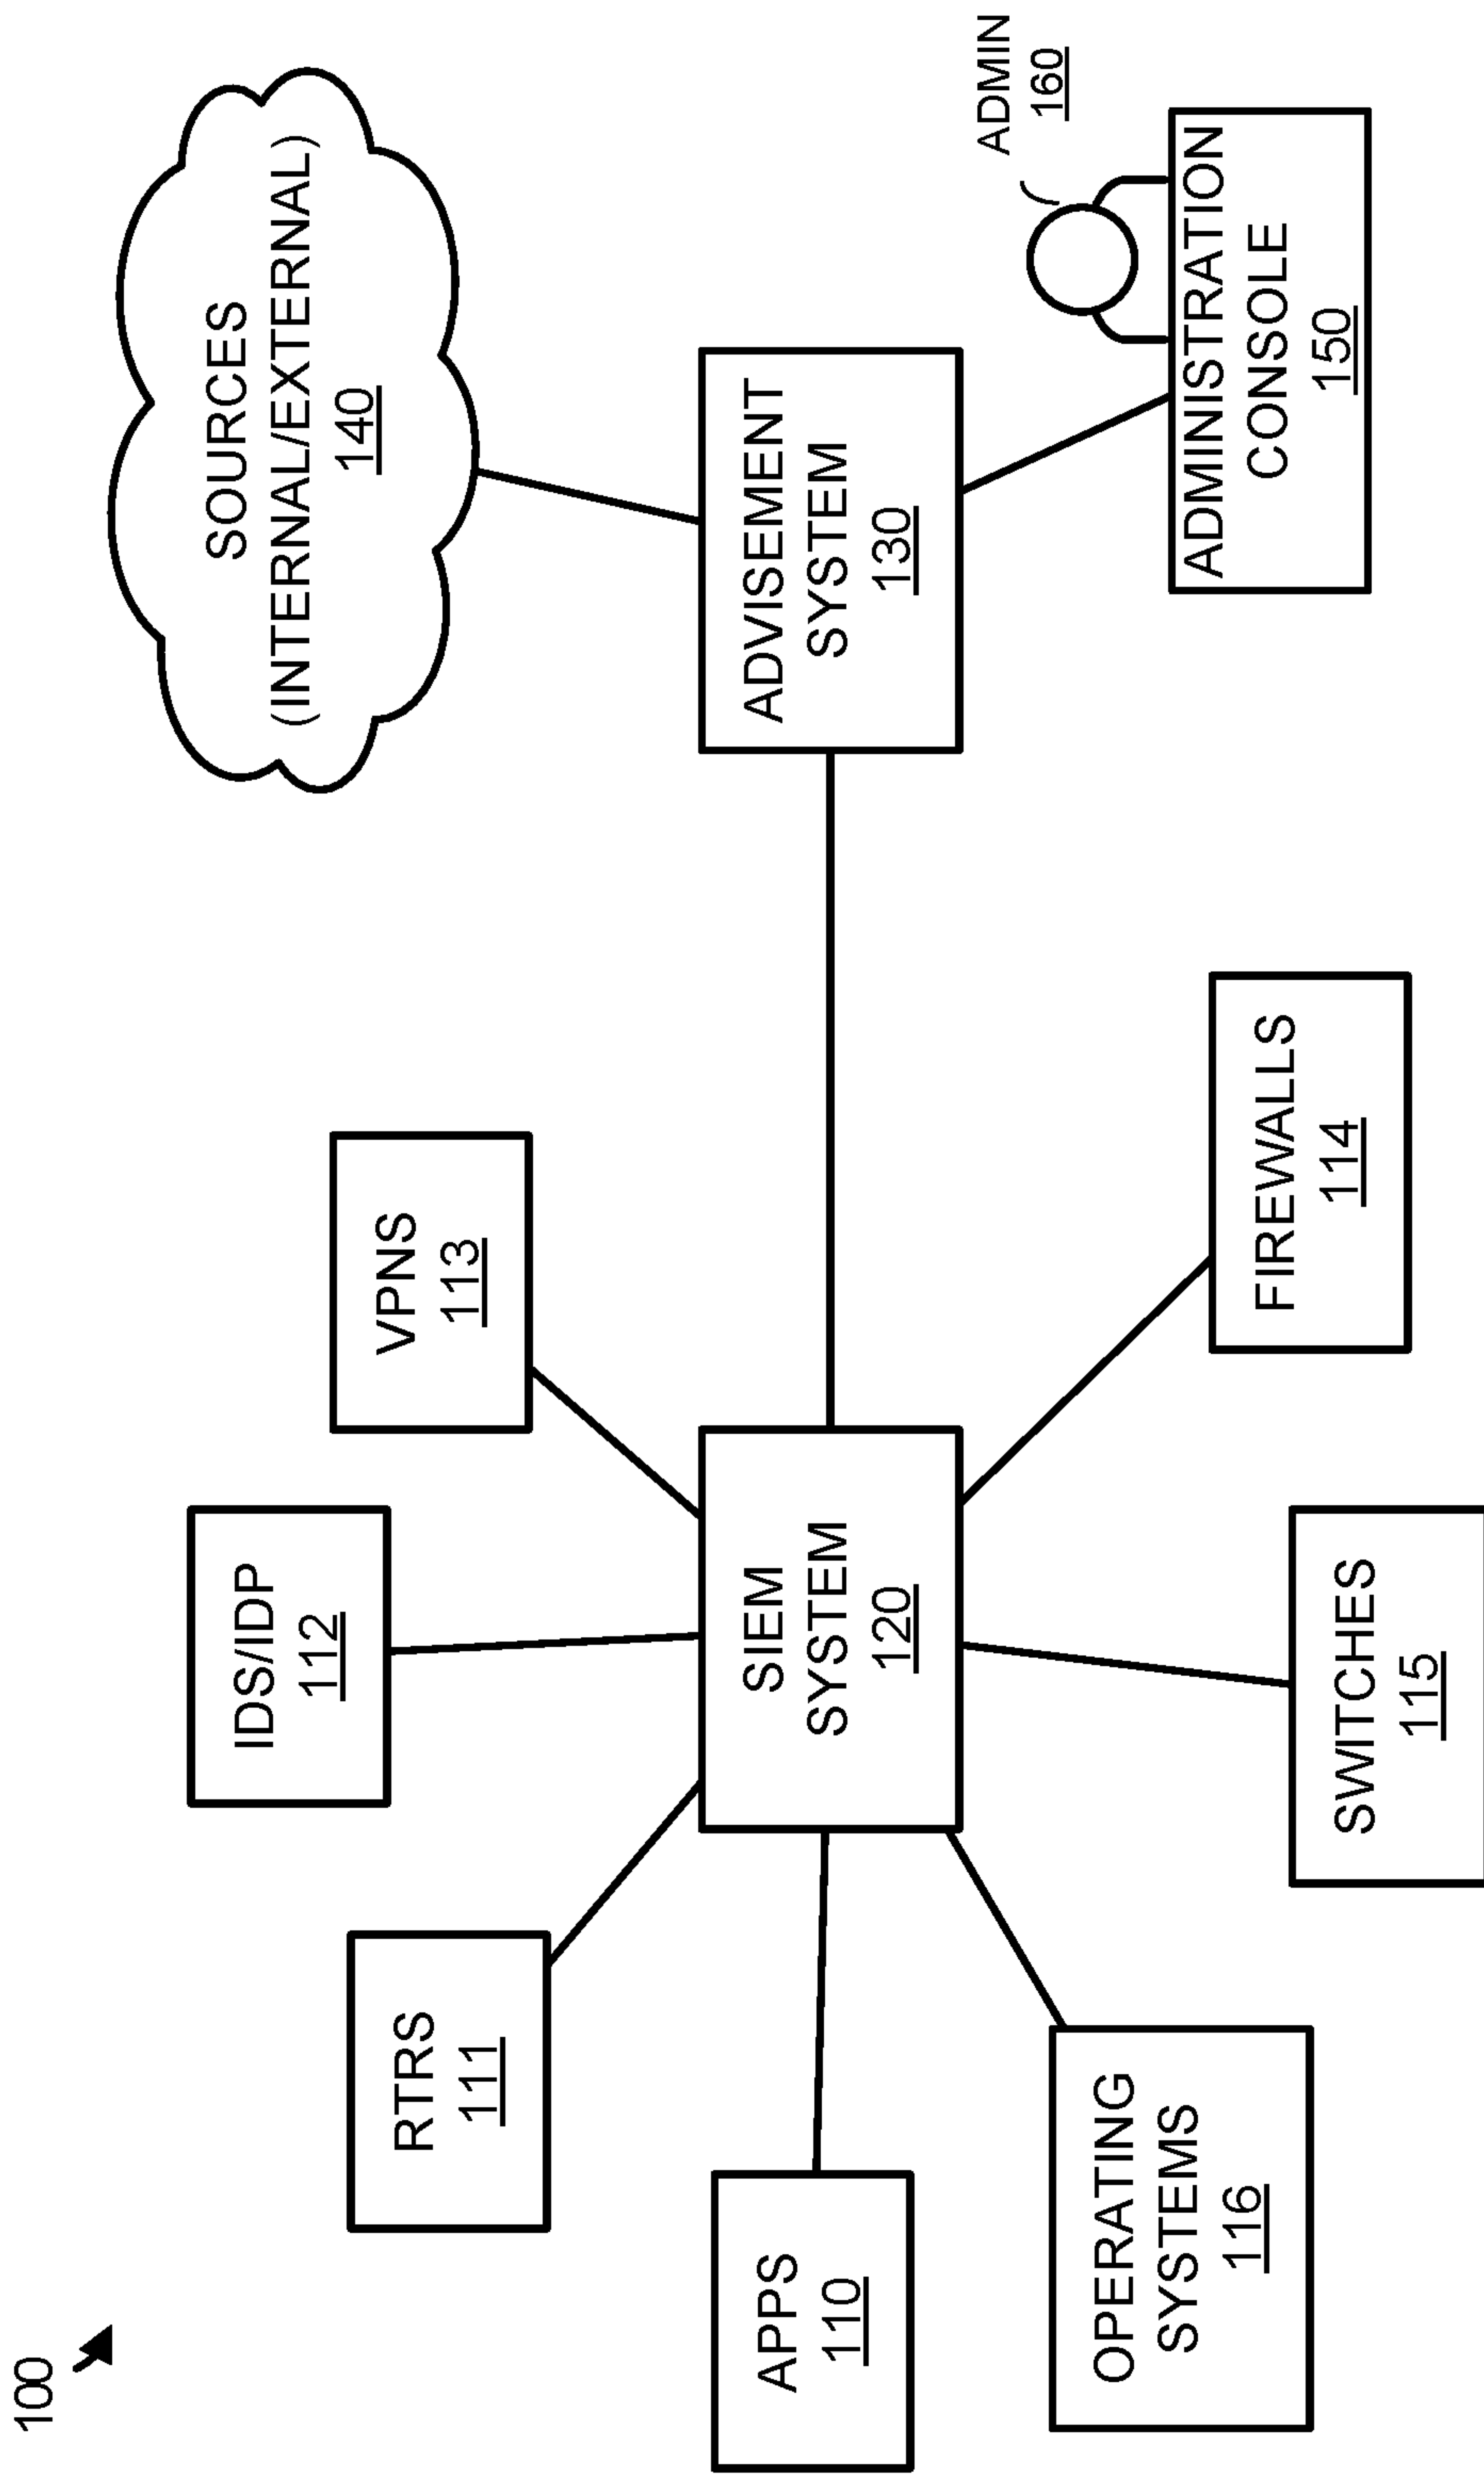 100
RTRS
111
IDS/IDP
112
VPNS
113
SOURCES
(INTERNAL/EXTERNAL)
140
APPS
110
SIEM
SYSTEM
120
ADVISEMENT
SYSTEM
130
ADMIN
160
OPERATING
SYSTEMS
116
SWITCHES
115
FIREWALLS
114
ADMINISTRATION
CONSOLE
150